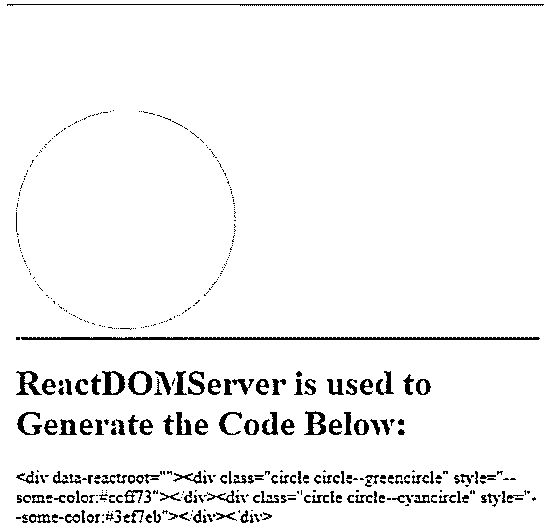 ReactDOMServer is used to
Generate the Code Below:
<div data-reactroot=""><div class="circle circle--greencircle" style="--
some-color:#ccff73"></div><div class="circle circle--cyancircle" style="-
-some-color:#3ef7eb"></div></div>